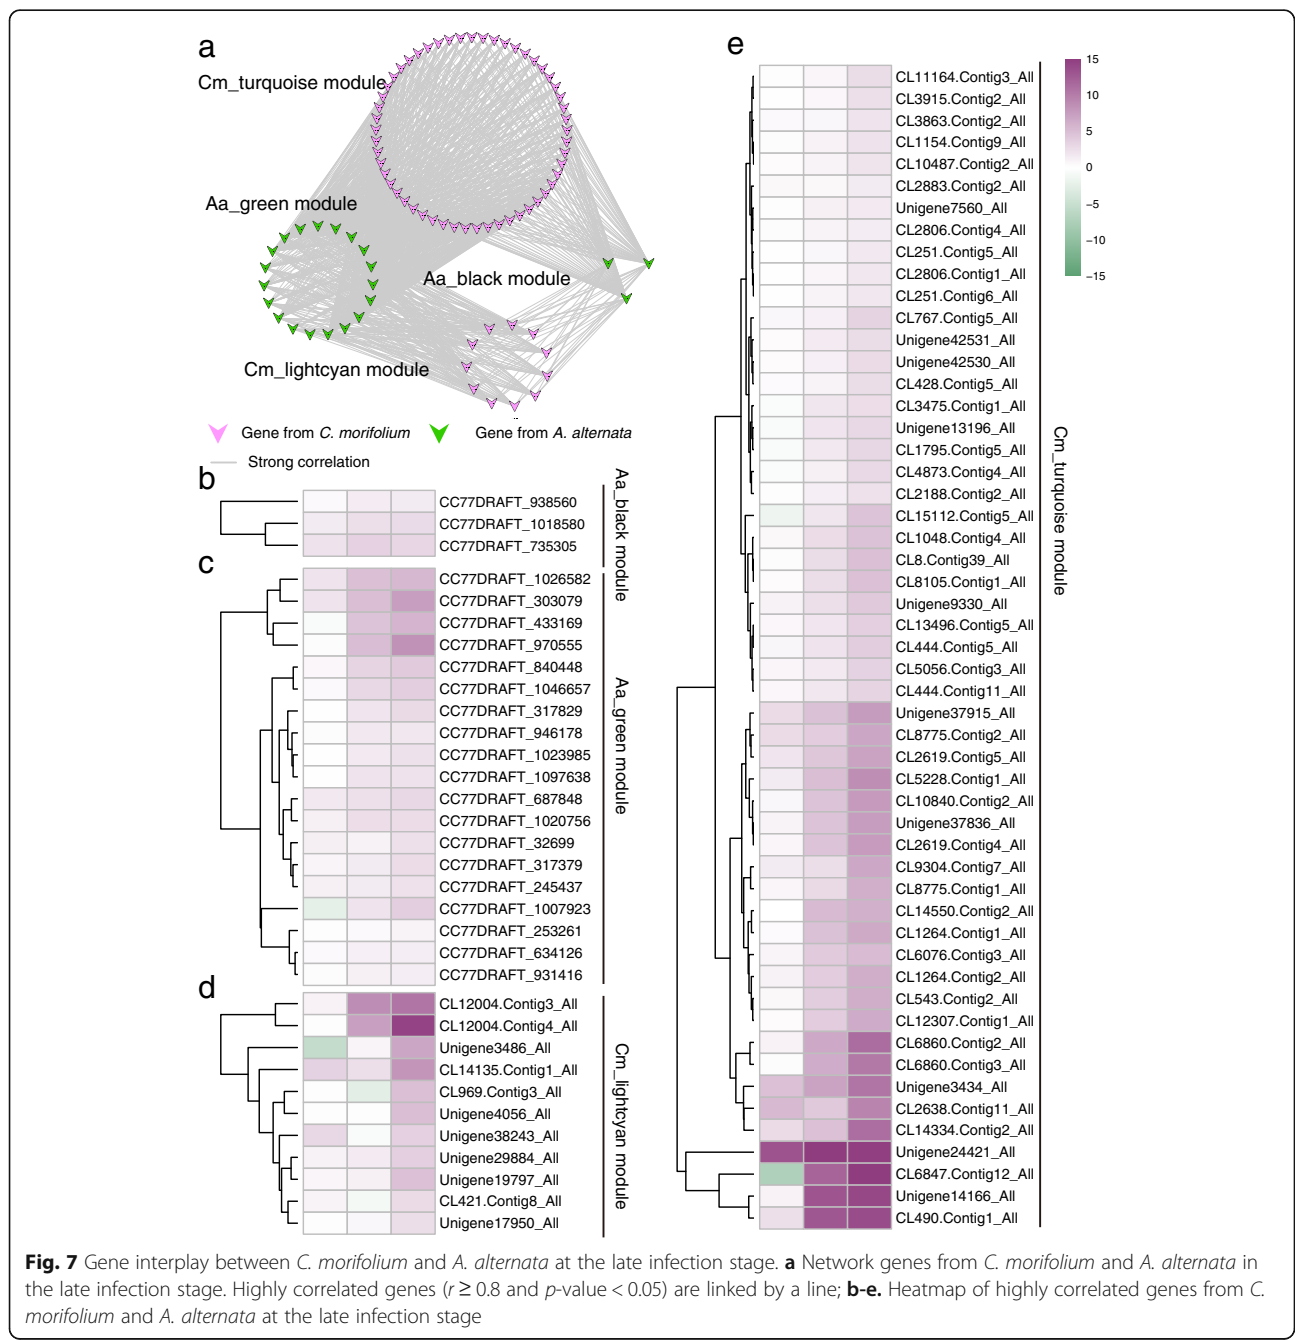 a
Cm_turquoise module
Aa_green module
Aa_black module
Cm_lightcyan module
Gene from C. morifolium
Gene from A. alternata
Strong correlation
b
CC77DRAFT_938560
CC77DRAFT_1018580
CC77DRAFT_735305
Aa_black module
c
CC77DRAFT_1026582
CC77DRAFT_303079
CC77DRAFT_433169
CC77DRAFT_970555
CC77DRAFT_840448
CC77DRAFT_1046657
CC77DRAFT_317829
CC77DRAFT_946178
CC77DRAFT_1023985
CC77DRAFT_1097638
CC77DRAFT_687848
CC77DRAFT_1020756
CC77DRAFT_32699
CC77DRAFT_317379
CC77DRAFT_245437
CC77DRAFT_1007923
CC77DRAFT_253261
CC77DRAFT_634126
CC77DRAFT_931416
Aa_green module
d
CL12004.Contig3_All
CL12004.Contig4_All
Unigene3486_All
CL14135.Contig1_All
CL969.Contig3_All
Unigene4056_All
Unigene38243_All
Unigene29884_All
Unigene19797_All
CL421.Contig8_All
Unigene17950_All
Cm_lightcyan module
e
CL11164.Contig3_All
CL3915.Contig2_All
CL3863.Contig2_All
CL1154.Contig9_All
CL10487.Contig2_All
CL2883.Contig2_All
Unigene7560_All
CL2806.Contig4_All
CL251.Contig5_All
CL2806.Contig1_All
CL251.Contig6_All
CL767.Contig5_All
Unigene42531_All
Unigene42530_All
CL428.Contig5_All
CL3475.Contig1_All
Unigene13196_All
CL1795.Contig5_All
CL4873.Contig4_All
CL2188.Contig2_All
CL15112.Contig5_All
CL1048.Contig4_All
CL8.Contig39_All
CL8105.Contig1_All
Unigene9330_All
CL13496.Contig5_All
CL444.Contig5_All
CL5056.Contig3_All
CL444.Contig11_All
Unigene37915_All
CL8775.Contig2_All
CL2619.Contig5_All
CL5228.Contig1_All
CL10840.Contig2_All
Unigene37836_All
CL2619.Contig4_All
CL9304.Contig7_All
CL8775.Contig1_All
CL14550.Contig2_All
CL1264.Contig1_All
CL6076.Contig3_All
CL1264.Contig2_All
CL543.Contig2_All
CL12307.Contig1_All
CL6860.Contig2_All
CL6860.Contig3_All
Unigene3434_All
CL2638.Contig11_All
CL14334.Contig2_All
Unigene24421_All
CL6847.Contig12_All
Unigene14166_All
CL490.Contig1_All
Cm_turquoise module
15
10
5
0
−5
−10
−15
Fig. 7 Gene interplay between C. morifolium and A. alternata at the late infection stage. a Network genes from C. morifolium and A. alternata in
the late infection stage. Highly correlated genes (r ≥ 0.8 and p-value < 0.05) are linked by a line; b-e. Heatmap of highly correlated genes from C.
morifolium and A. alternata at the late infection stage